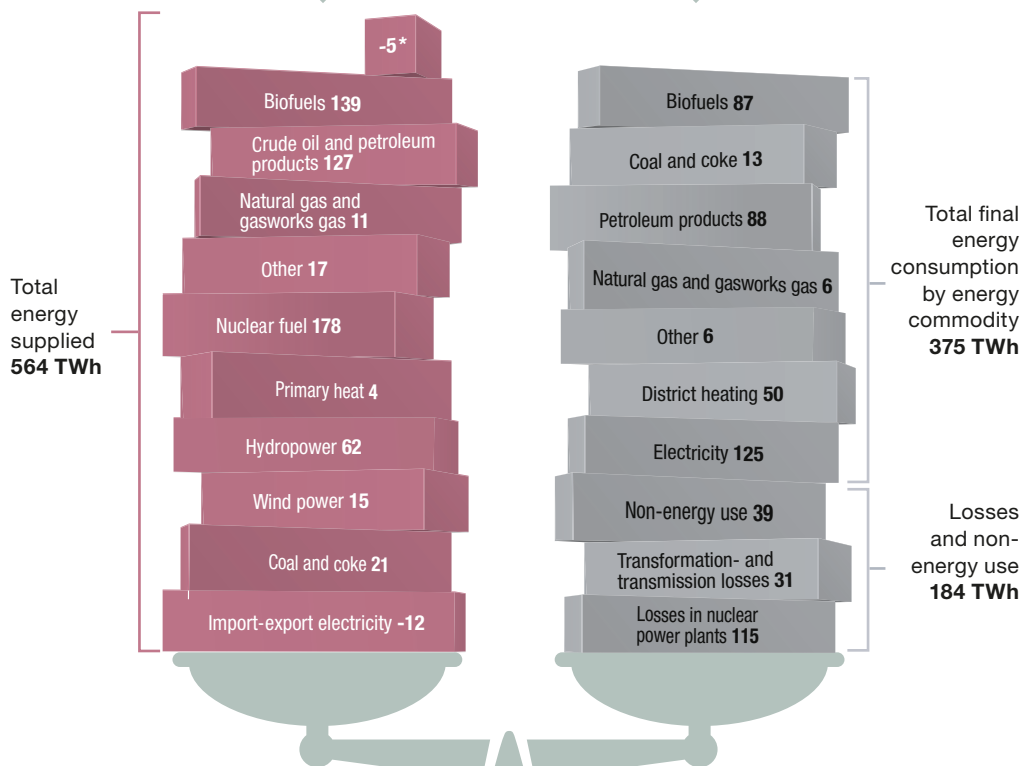 -5*
Biofuels 139
Crude oil and petroleum
products 127
Natural gas and
gasworks gas 11
Other 17
Nuclear fuel 178
Primary heat 4
Hydropower 62
Wind power 15
Coal and coke 21
Import-export electricity -12
Total
energy
supplied
564 TWh
Biofuels 87
Coal and coke 13
Petroleum products 88
Natural gas and gasworks gas 6
Other 6
District heating 50
Electricity 125
Non-energy use 39
Transformation- and
transmission losses 31
Losses in nuclear
power plants 115
Total final
energy
consumption
by energy
commodity
375 TWh
Losses
and non-
energy use
184 TWh